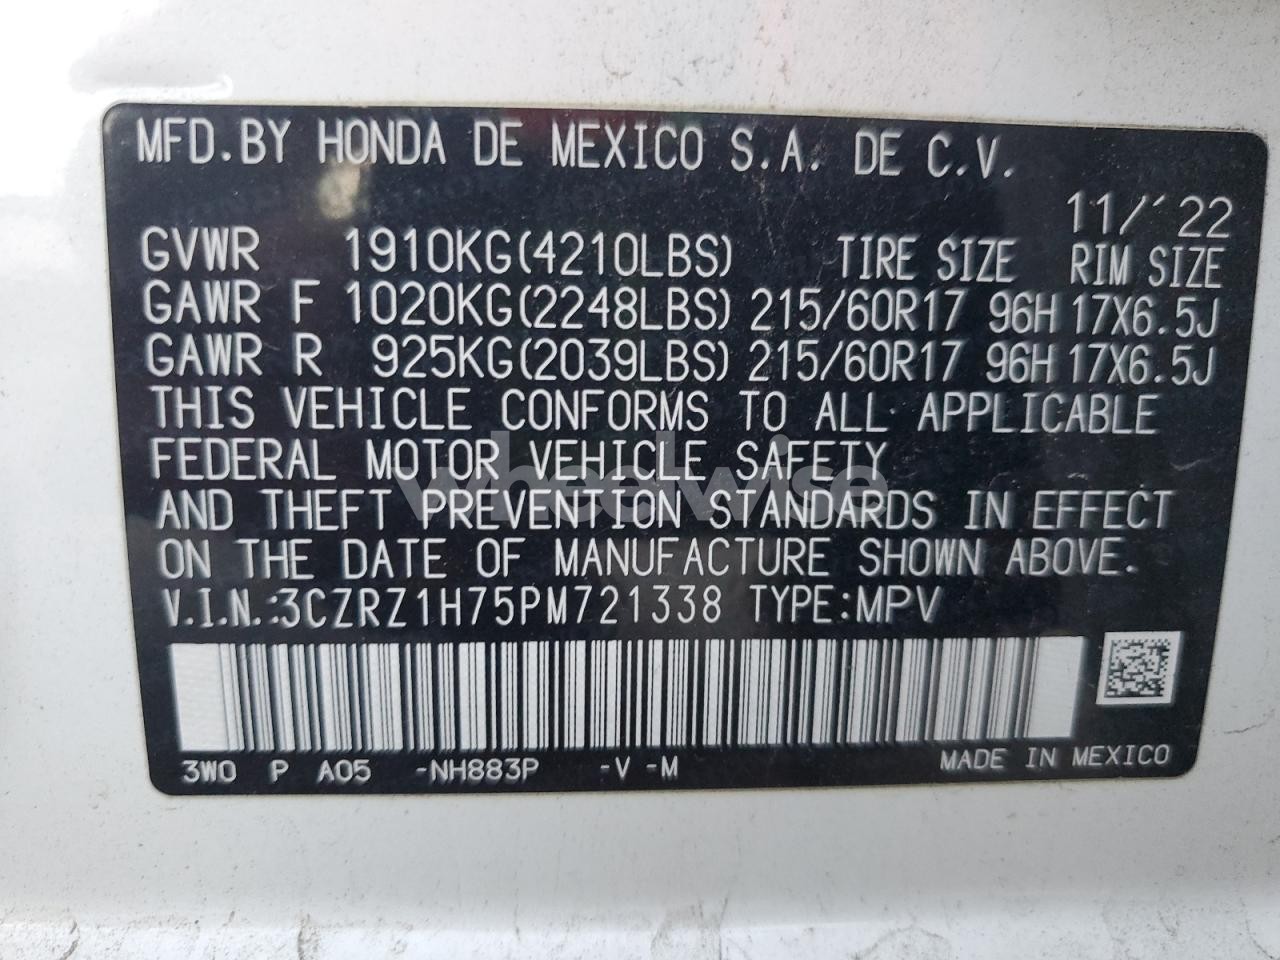 MFD.BY HONDA DE MEXICO S.A. DE C.V.
11/'22
GVWR 1910KG(4210LBS) TIRE SIZE RIM SIZE
GAWR F 1020KG(2248LBS) 215/60R17 96H 17X6.5J
GAWR R 925KG(2039LBS) 215/60R17 96H 17X6.5J
THIS VEHICLE CONFORMS TO ALL APPLICABLE
FEDERAL MOTOR VEHICLE SAFETY
AND THEFT PREVENTION STANDARDS IN EFFECT
ON THE DATE OF MANUFACTURE SHOWN ABOVE.
V.I.N.:3CZRZ1H75PM721338 TYPE:MPV
3W0 P A05 -NH883P -V -M MADE IN MEXICO
wheelwise